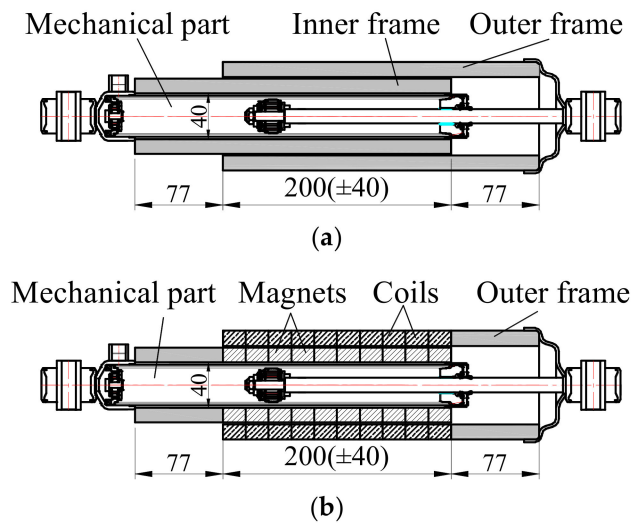 Mechanical part Inner frame Outer frame
40
77 200(±40) 77
(a)
Mechanical part Magnets Coils Outer frame
40
77 200(±40) 77
(b)